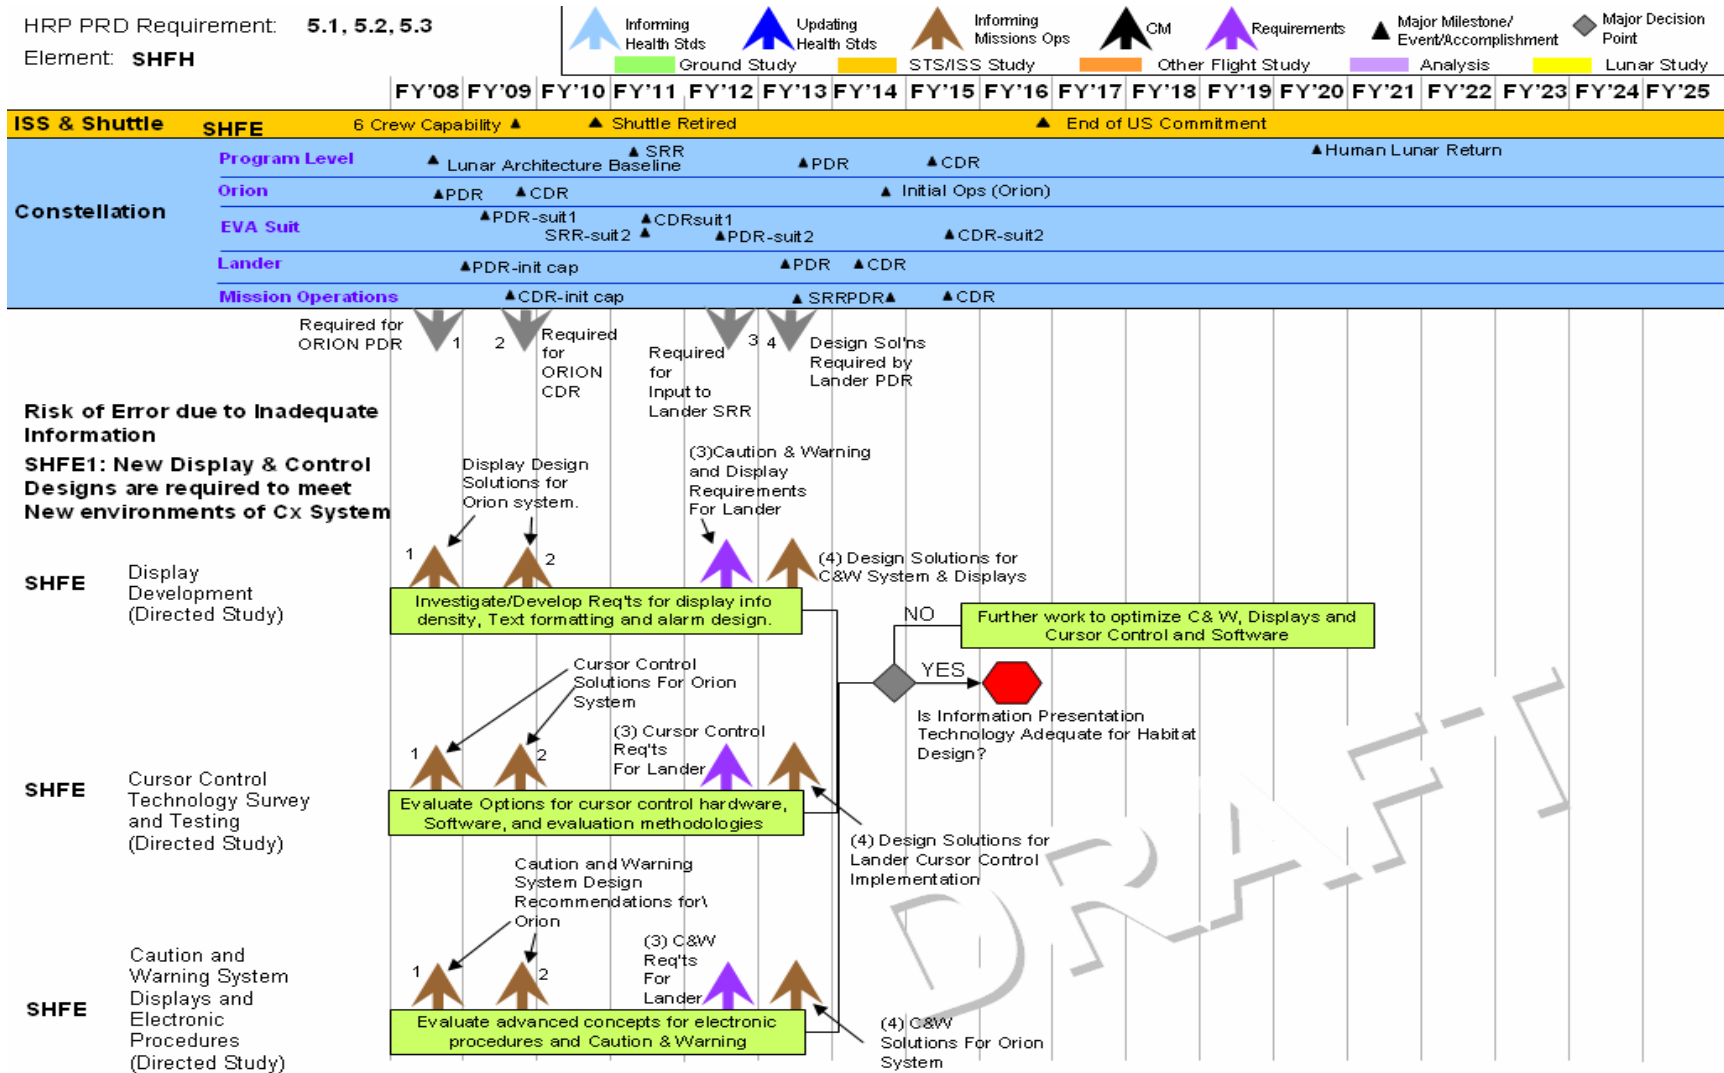 HRP PRD Requirement: 5.1, 5.2, 5.3
Element: SHFH
Informing
Health Stds
Updating
Health Stds
Informing
Missions Ops
CM
Requirements
Major Milestone/
Event/Accomplishment
Major Decision
Point
Ground Study
STS/ISS Study
Other Flight Study
Analysis
Lunar Study
FY'08 FY'09 FY'10 FY'11 FY'12 FY'13 FY'14 FY'15 FY'16 FY'17 FY'18 FY'19 FY'20 FY'21 FY'22 FY'23 FY'24 FY'25
ISS & Shuttle SHFE 6 Crew Capability Shuttle Retired End of US Commitment
Constellation
Program Level Lunar Architecture Baseline SRR PDR CDR Human Lunar Return
Orion PDR CDR Initial Ops (Orion)
EVA Suit PDR-suit1 CDRsuit1
SRR-suit2 PDR-suit2 CDR-suit2
Lander PDR-init cap PDR CDR
Mission Operations CDR-init cap SRRPDR CDR
Required for
ORION PDR
1
2
Required
for
ORION
CDR
Required
for
Input to
Lander SRR
3
4
Design Sol'ns
Required by
Lander PDR
Risk of Error due to Inadequate
Information
SHFE1: New Display & Control
Designs are required to meet
New environments of Cx System
Display Design
Solutions for
Orion system.
(3)Caution & Warning
and Display
Requirements
For Lander
1
2
(4) Design Solutions for
C&W System & Displays
SHFE
Display
Development
(Directed Study)
Investigate/Develop Req'ts for display info
density, Text formatting and alarm design.
NO
Further work to optimize C& W, Displays and
Cursor Control and Software
YES
Is Information Presentation
Technology Adequate for Habitat
Design?
Cursor Control
Solutions For Orion
System
1
2
(3) Cursor Control
Req'ts
For Lander
SHFE
Cursor Control
Technology Survey
and Testing
(Directed Study)
Evaluate Options for cursor control hardware,
Software, and evaluation methodologies
(4) Design Solutions for
Lander Cursor Control
Implementation
Caution and Warning
System Design
Recommendations for\
Orion
1
2
(3) C&W
Req'ts
For
Lander
SHFE
Caution and
Warning System
Displays and
Electronic
Procedures
(Directed Study)
Evaluate advanced concepts for electronic
procedures and Caution & Warning
(4) C&W
Solutions For Orion
System
DRAFT